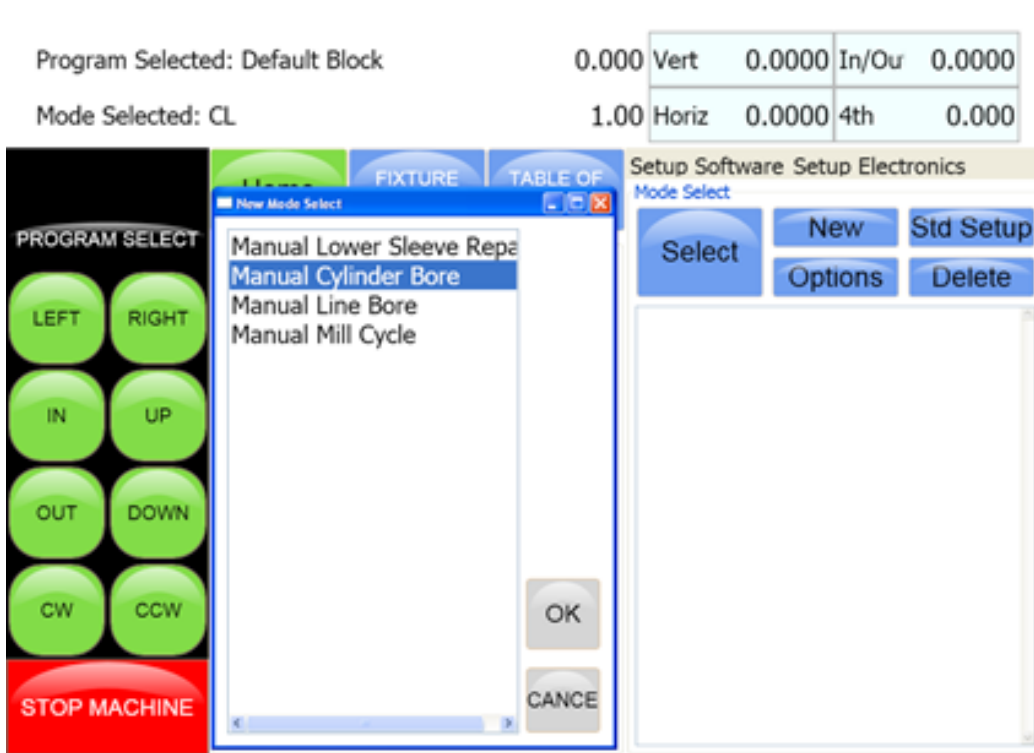 Program Selected: Default Block 0.000 Vert 0.0000 In/Ou 0.0000
Mode Selected: CL 1.00 Horiz 0.0000 4th 0.000
FIXTURE TABLE OF
Setup Software Setup Electronics
New Mode Select
Mode Select
PROGRAM SELECT
Manual Lower Sleeve Repa
Manual Cylinder Bore
Manual Line Bore
Manual Mill Cycle
Select New Std Setup
Options Delete
LEFT RIGHT
IN UP
OUT DOWN
CW CCW
OK
STOP MACHINE
CANCE